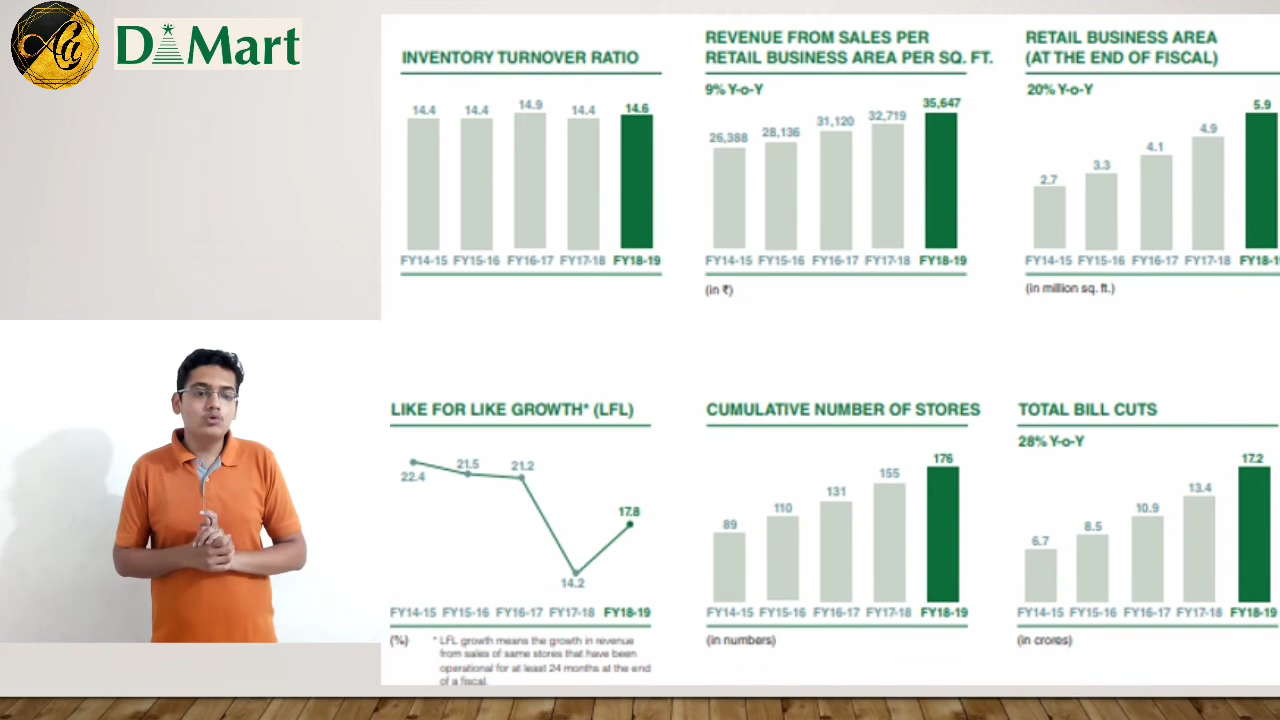 D Mart
INVENTORY TURNOVER RATIO
14.4 14.4 14.9 14.4 14.6
FY14-15 FY15-16 FY16-17 FY17-18 FY18-19
REVENUE FROM SALES PER
RETAIL BUSINESS AREA PER SQ. FT.
9% Y-o-Y
26,388 28,136 31,120 32,719 35,647
FY14-15 FY15-16 FY16-17 FY17-18 FY18-19
(in ₹)
RETAIL BUSINESS AREA
(AT THE END OF FISCAL)
20% Y-o-Y
2.7 3.3 4.1 4.9 5.9
FY14-15 FY15-16 FY16-17 FY17-18 FY18-1
(in million sq. ft.)
LIKE FOR LIKE GROWTH* (LFL)
22.4 21.5 21.2 14.2 17.8
FY14-15 FY15-16 FY16-17 FY17-18 FY18-19
(%) * LFL growth means the growth in revenue
from sales of same stores that have been
operational for at least 24 months at the end
of a fiscal.
CUMULATIVE NUMBER OF STORES
89 110 131 155 176
FY14-15 FY15-16 FY16-17 FY17-18 FY18-19
(in numbers)
TOTAL BILL CUTS
28% Y-o-Y
6.7 8.5 10.9 13.4 17.2
FY14-15 FY15-16 FY16-17 FY17-18 FY18-19
(in crores)